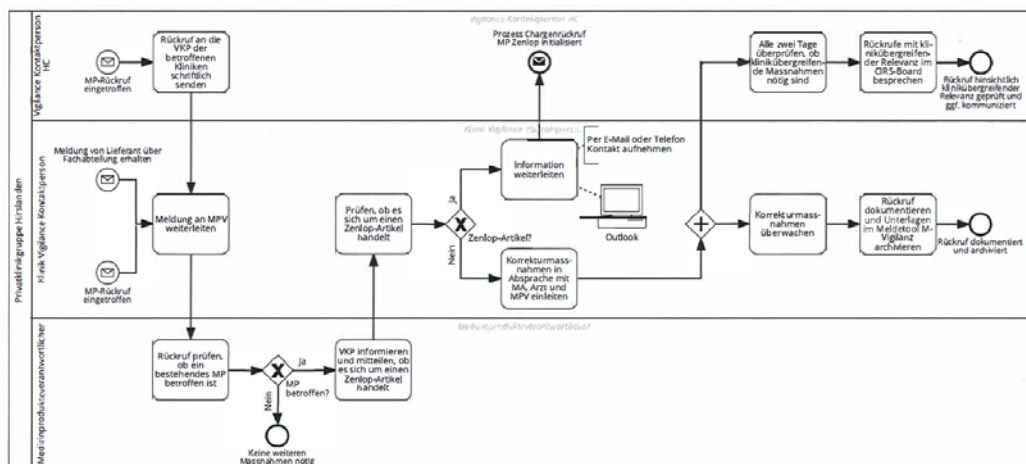 Privatklinikgruppe Hirslanden
Vigilance Kontaktperson
HC
Vigilance Kontaktperson HC
MP-Rückruf
eingetroffen
Rückruf an die
VKP der
betroffenen
Kliniken
schriftlich
senden
Prozess Chargenrückruf
MP Zenlop initialisiert
Alle zwei Tage
überprüfen, ob
klinikübergreifen-
de Massnahmen
nötig sind
Rückrufe mit kli-
nikübergreifen-
der Relevanz im
CIRS-Board
besprechen
Rückruf hinsichtlich
klinikübergreifender
Relevanz geprüft und
ggf. kommuniziert
Klinik Vigilance Kontaktperson
Klinik Vigilance Kontaktperson
Meldung von Lieferant über
Fachabteilung erhalten
MP-Rückruf
eingetroffen
Meldung an MPV
weiterleiten
Prüfen, ob es
sich um einen
Zenlop-Artikel
handelt
Zenlop-Artikel?
Ja
Nein
Information
weiterleiten
Per E-Mail oder Telefon
Kontakt aufnehmen
Outlook
Korrekturmass-
nahmen in
Absprache mit
MA, Arzt und
MPV einleiten
Korrekturmass-
nahmen
überwachen
Rückruf
dokumentieren
und Unterlagen
im Meldetool M-
Vigilanz
archivieren
Rückruf dokumentiert
und archiviert
Medizinprodukteverantwortlicher
Medizinprodukteverantwortlicher
Rückruf prüfen,
ob ein
bestehendes MP
betroffen ist
Ja
MP
betroffen?
Nein
Keine weiteren
Massnahmen nötig
VKP informieren
und mitteilen, ob
es sich um einen
Zenlop-Artikel
handelt